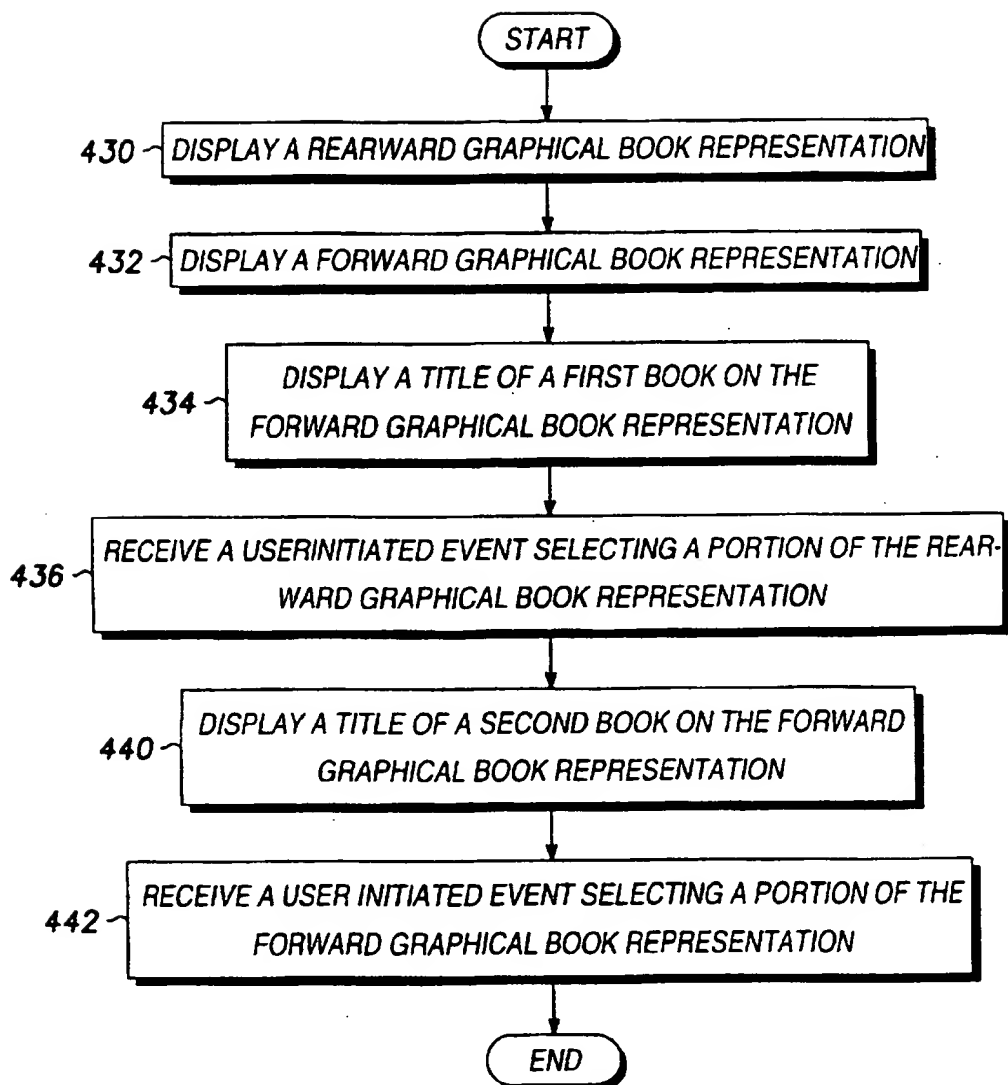 START
430
DISPLAY A REARWARD GRAPHICAL BOOK REPRESENTATION
432
DISPLAY A FORWARD GRAPHICAL BOOK REPRESENTATION
434
DISPLAY A TITLE OF A FIRST BOOK ON THE
FORWARD GRAPHICAL BOOK REPRESENTATION
436
RECEIVE A USERINITIATED EVENT SELECTING A PORTION OF THE REAR-
WARD GRAPHICAL BOOK REPRESENTATION
440
DISPLAY A TITLE OF A SECOND BOOK ON THE FORWARD
GRAPHICAL BOOK REPRESENTATION
442
RECEIVE A USER INITIATED EVENT SELECTING A PORTION OF THE
FORWARD GRAPHICAL BOOK REPRESENTATION
END